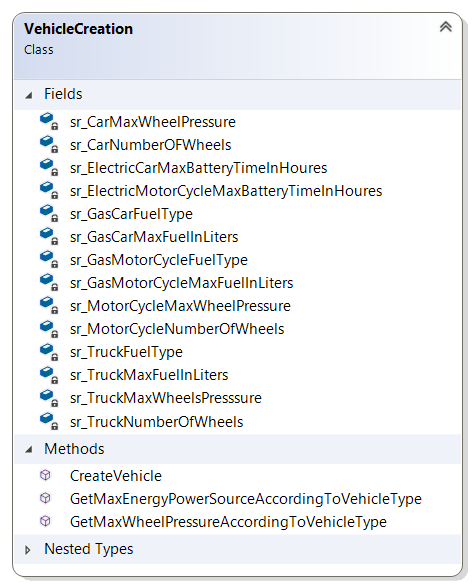 VehicleCreation
Class
Fields
sr_CarMaxWheelPressure
sr_CarNumberOFWheels
sr_ElectricCarMaxBatteryTimeInHoures
sr_ElectricMotorCycleMaxBatteryTimeInHoures
sr_GasCarFuelType
sr_GasCarMaxFuelInLiters
sr_GasMotorCycleFuelType
sr_GasMotorCycleMaxFuelInLiters
sr_MotorCycleMaxWheelPressure
sr_MotorCycleNumberOfWheels
sr_TruckFuelType
sr_TruckMaxFuelInLiters
sr_TruckMaxWheelsPresssure
sr_TruckNumberOfWheels
Methods
CreateVehicle
GetMaxEnergyPowerSourceAccordingToVehicleType
GetMaxWheelPressureAccordingToVehicleType
Nested Types